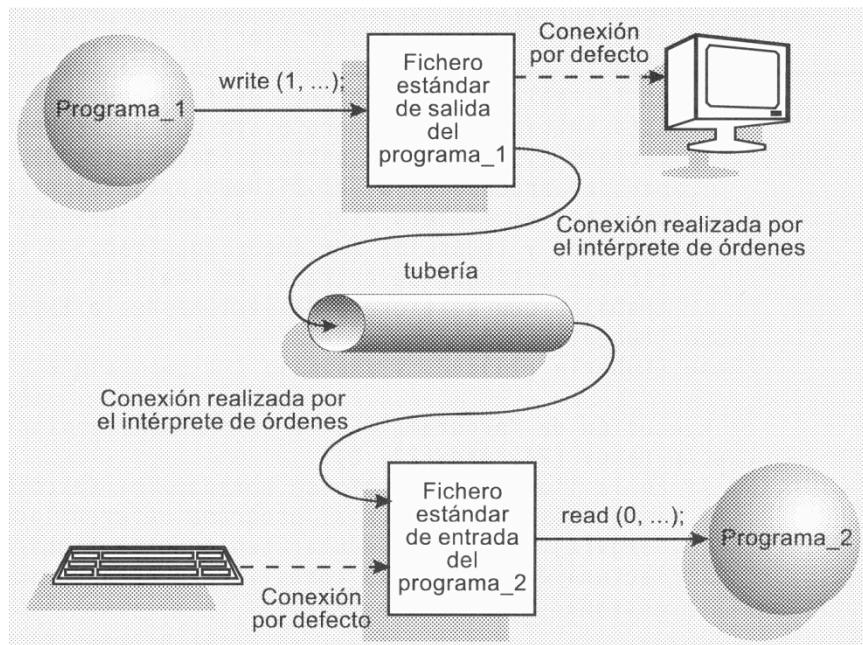 Programa_1
write (1, ...);
Fichero
estándar
de salida
del
programa_1
Conexión
por defecto
Conexión realizada por
el intérprete de órdenes
tubería
Conexión realizada por
el intérprete de órdenes
Fichero
estándar
de entrada
del
programa_2
read (0, ...);
Programa_2
Conexión
por defecto